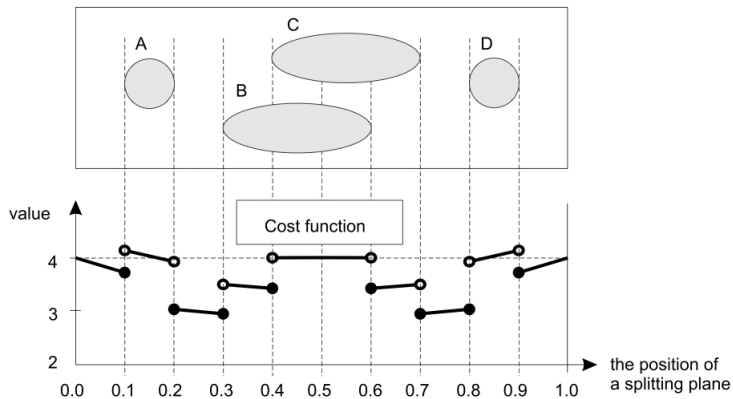 C
A
D
B
value
Cost function
4
3
2
0.0 0.1 0.2 0.3 0.4 0.5 0.6 0.7 0.8 0.9 1.0
the position of
a splitting plane